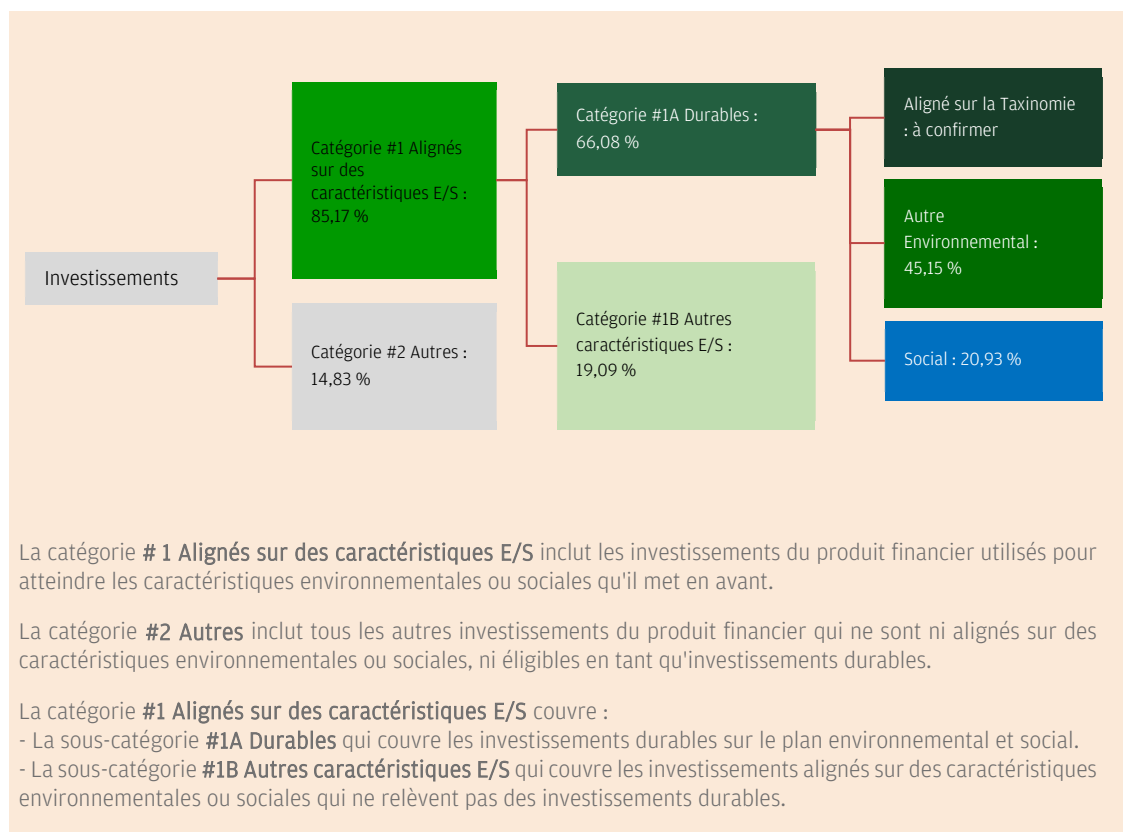 Investissements
Catégorie #1 Alignés
sur des
caractéristiques E/S :
85,17 %
Catégorie #2 Autres :
14,83 %
Catégorie #1A Durables :
66,08 %
Catégorie #1B Autres
caractéristiques E/S :
19,09 %
Aligné sur la Taxinomie
: à confirmer
Autre
Environnemental :
45,15 %
Social : 20,93 %
La catégorie # 1 Alignés sur des caractéristiques E/S inclut les investissements du produit financier utilisés pour
atteindre les caractéristiques environnementales ou sociales qu'il met en avant.
La catégorie #2 Autres inclut tous les autres investissements du produit financier qui ne sont ni alignés sur des
caractéristiques environnementales ou sociales, ni éligibles en tant qu'investissements durables.
La catégorie #1 Alignés sur des caractéristiques E/S couvre :
- La sous-catégorie #1A Durables qui couvre les investissements durables sur le plan environnemental et social.
- La sous-catégorie #1B Autres caractéristiques E/S qui couvre les investissements alignés sur des caractéristiques
environnementales ou sociales qui ne relèvent pas des investissements durables.